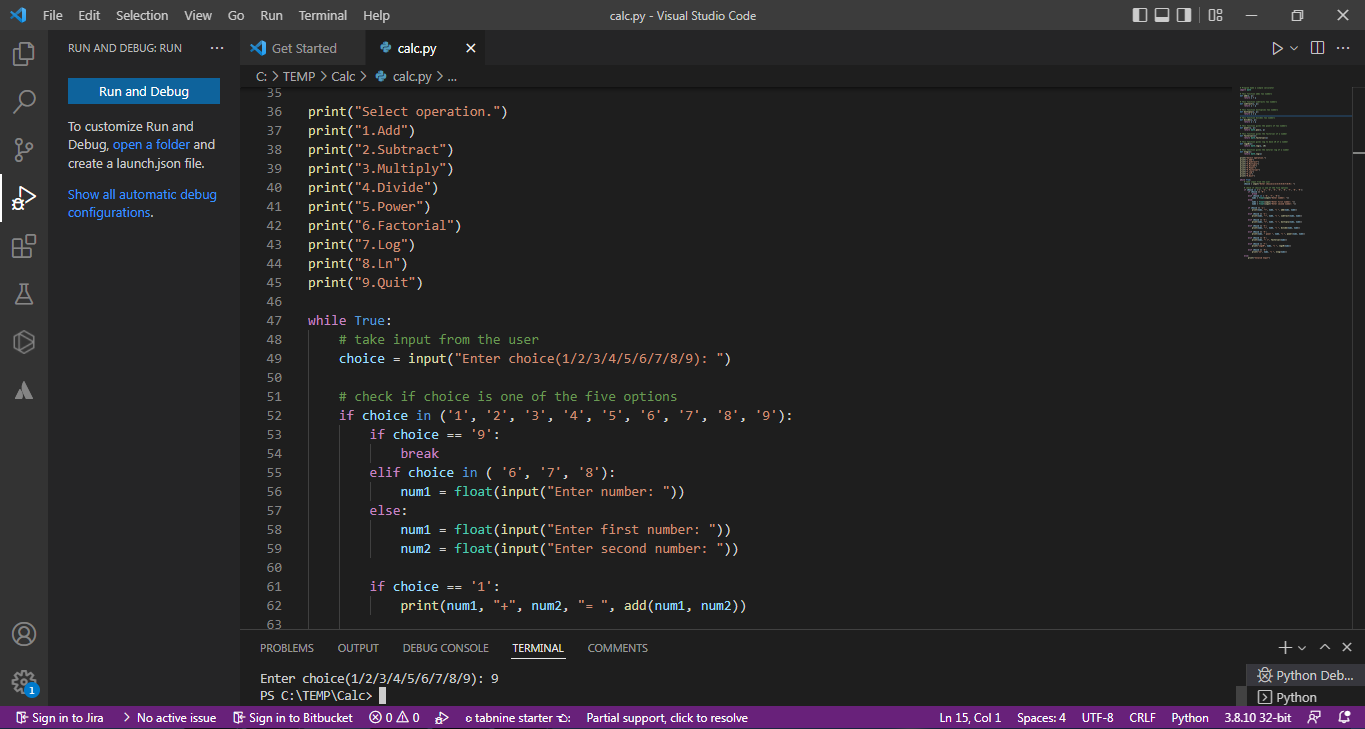 File Edit Selection View Go Run Terminal Help calc.py - Visual Studio Code
RUN AND DEBUG: RUN ...
Run and Debug
To customize Run and
Debug, open a folder and
create a launch.json file.
Show all automatic debug
configurations.
Get Started calc.py
C: > TEMP > Calc > calc.py > ...
35
36 print("Select operation.")
37 print("1.Add")
38 print("2.Subtract")
39 print("3.Multiply")
40 print("4.Divide")
41 print("5.Power")
42 print("6.Factorial")
43 print("7.Log")
44 print("8.Ln")
45 print("9.Quit")
46
47 while True:
48 # take input from the user
49 choice = input("Enter choice(1/2/3/4/5/6/7/8/9): ")
50
51 # check if choice is one of the five options
52 if choice in ('1', '2', '3', '4', '5', '6', '7', '8', '9'):
53 if choice == '9':
54 break
55 elif choice in ( '6', '7', '8'):
56 num1 = float(input("Enter number: "))
57 else:
58 num1 = float(input("Enter first number: "))
59 num2 = float(input("Enter second number: "))
60
61 if choice == '1':
62 print(num1, "+", num2, "= ", add(num1, num2))
63
PROBLEMS OUTPUT DEBUG CONSOLE TERMINAL COMMENTS
Enter choice(1/2/3/4/5/6/7/8/9): 9
PS C:\TEMP\Calc>
Python Deb...
Python
1
Sign in to Jira No active issue Sign in to Bitbucket 0 0 tabnine starter Partial support, click to resolve Ln 15, Col 1 Spaces: 4 UTF-8 CRLF Python 3.8.10 32-bit